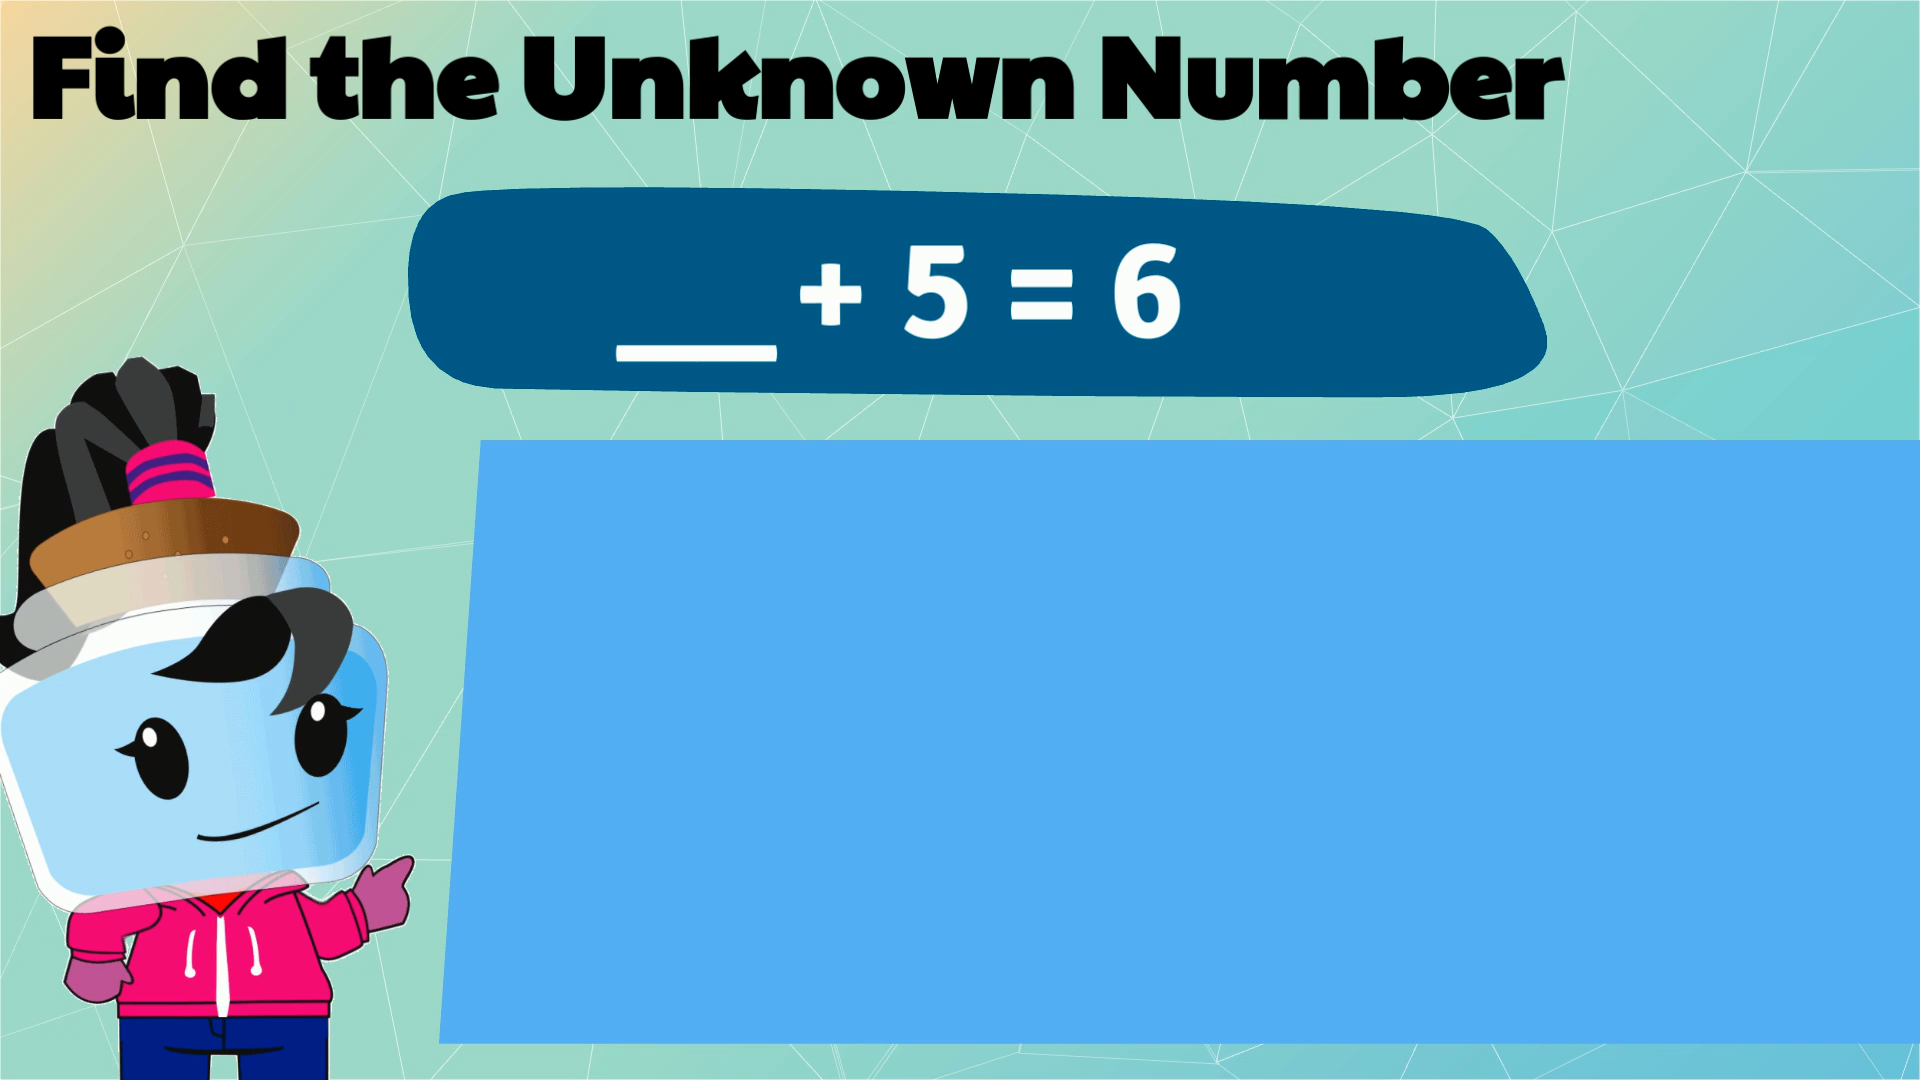 Find the Unknown Number
___ + 5 = 6